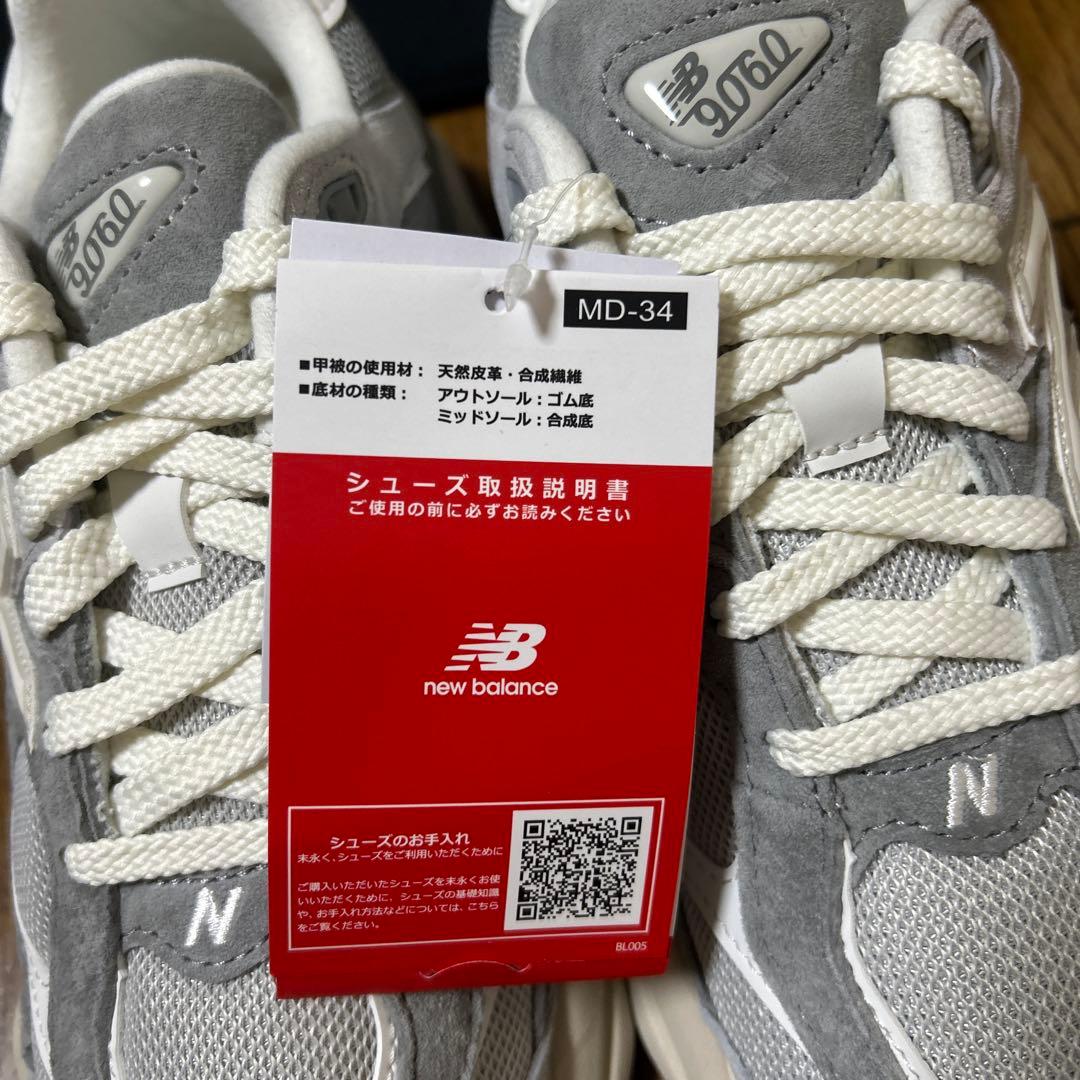 NB
9060
NB
9060
MD-34
■甲被の使用材： 天然皮革・合成繊維
■底材の種類： アウトソール：ゴム底
ミッドソール：合成底
シューズ取扱説明書
ご使用の前に必ずお読みください
NB
new balance
シューズのお手入れ
末永く、シューズをご利用いただくために
ご購入いただいたシューズを末永くお使
いいただくために、シューズの基礎知識
や、お手入れ方法などについては、こちら
をご覧ください。
BL005
N
N